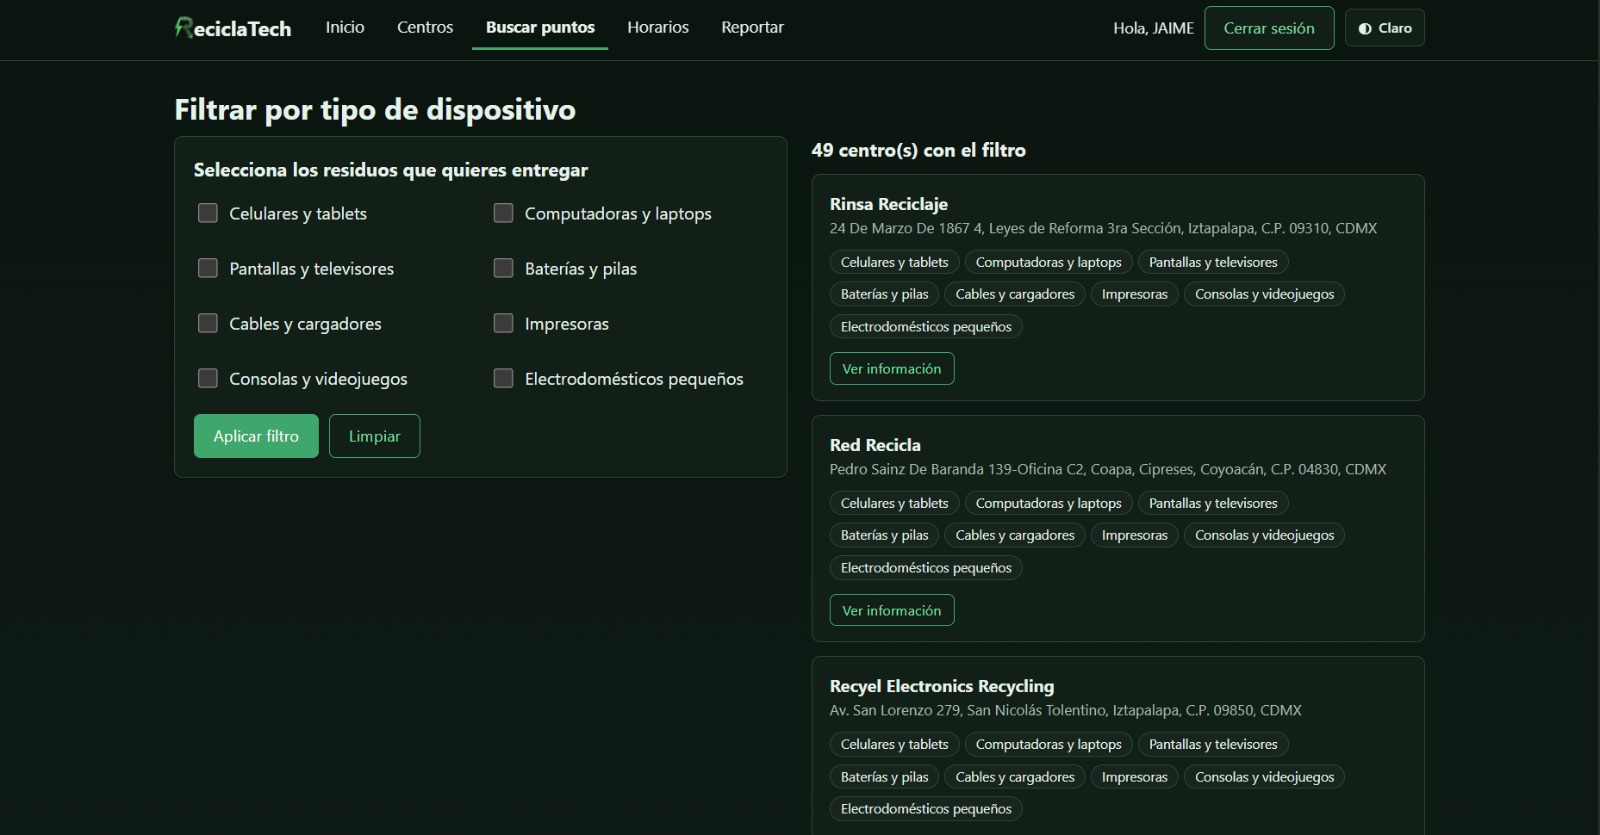 ReciclaTech Inicio Centros Buscar puntos Horarios Reportar Hola, JAIME Cerrar sesión Claro
Filtrar por tipo de dispositivo
Selecciona los residuos que quieres entregar
Celulares y tablets Computadoras y laptops
Pantallas y televisores Baterías y pilas
Cables y cargadores Impresoras
Consolas y videojuegos Electrodomésticos pequeños
Aplicar filtro Limpiar
49 centro(s) con el filtro
Rinsa Reciclaje
24 De Marzo De 1867 4, Leyes de Reforma 3ra Sección, Iztapalapa, C.P. 09310, CDMX
Celulares y tablets Computadoras y laptops Pantallas y televisores
Baterías y pilas Cables y cargadores Impresoras Consolas y videojuegos
Electrodomésticos pequeños
Ver información
Red Recicla
Pedro Sainz De Baranda 139-Oficina C2, Coapa, Cipreses, Coyoacán, C.P. 04830, CDMX
Celulares y tablets Computadoras y laptops Pantallas y televisores
Baterías y pilas Cables y cargadores Impresoras Consolas y videojuegos
Electrodomésticos pequeños
Ver información
Recyel Electronics Recycling
Av. San Lorenzo 279, San Nicolás Tolentino, Iztapalapa, C.P. 09850, CDMX
Celulares y tablets Computadoras y laptops Pantallas y televisores
Baterías y pilas Cables y cargadores Impresoras Consolas y videojuegos
Electrodomésticos pequeños